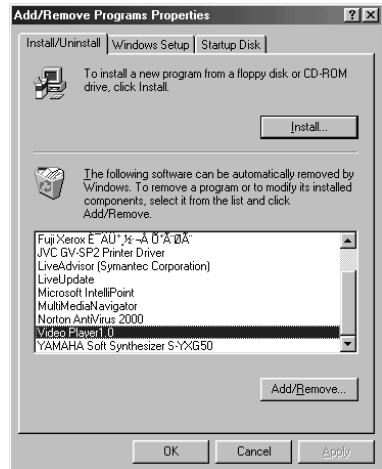 Add/Remove Programs Properties
Install/Uninstall Windows Setup Startup Disk
To install a new program from a floppy disk or CD-ROM
drive, click Install.
Install...
The following software can be automatically removed by
Windows. To remove a program or to modify its installed
components, select it from the list and click
Add/Remove.
Fuji Xerox
JVC GV-SP2 Printer Driver
LiveAdvisor (Symantec Corporation)
LiveUpdate
Microsoft IntelliPoint
MultiMediaNavigator
Norton AntiVirus 2000
Video Player1.0
YAMAHA Soft Synthesizer S-YXG50
Add/Remove...
OK Cancel Apply